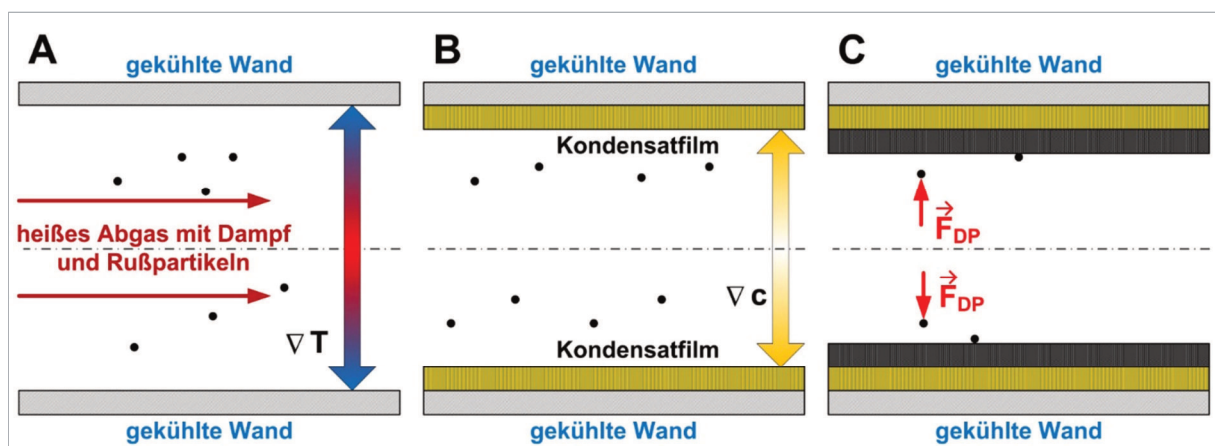 A
gekühlte Wand
heißes Abgas mit Dampf
und Rußpartikeln
∇ T
gekühlte Wand
B
gekühlte Wand
Kondensatfilm
∇ c
Kondensatfilm
gekühlte Wand
C
gekühlte Wand
F⃗DP
F⃗DP
gekühlte Wand